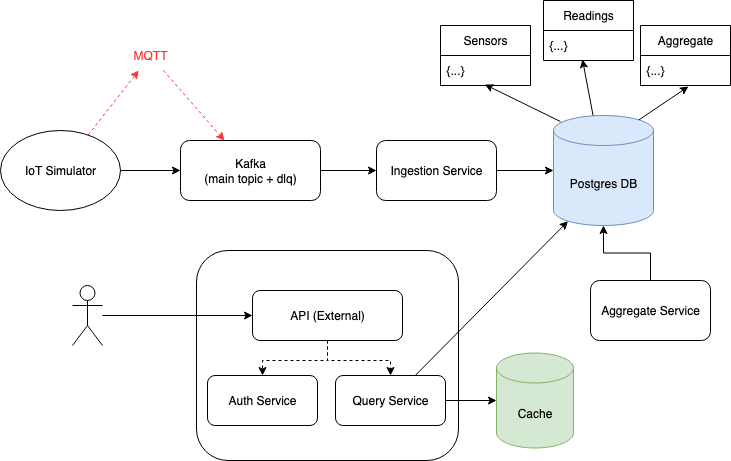 Readings
{...}
Sensors
{...}
Aggregate
{...}
MQTT
IoT Simulator
Kafka
(main topic + dlq)
Ingestion Service
Postgres DB
API (External)
Aggregate Service
Auth Service
Query Service
Cache